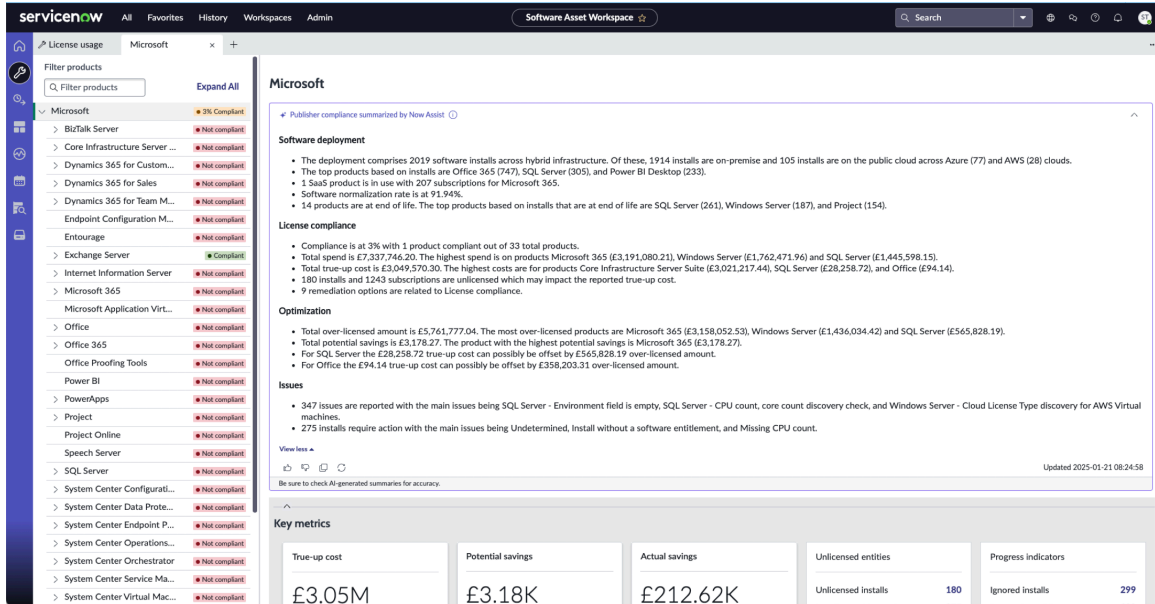 servicenow All Favorites History Workspaces Admin Software Asset Workspace Search ST
License usage Microsoft × +
Filter products
Filter products Expand All
Microsoft 3% Compliant
BizTalk Server Not compliant
Core Infrastructure Server ... Not compliant
Dynamics 365 for Custom... Not compliant
Dynamics 365 for Sales Not compliant
Dynamics 365 for Team M... Not compliant
Endpoint Configuration M... Not compliant
Entourage Not compliant
Exchange Server Compliant
Internet Information Server Not compliant
Microsoft 365 Not compliant
Microsoft Application Virt... Not compliant
Office Not compliant
Office 365 Not compliant
Office Proofing Tools Not compliant
Power BI Not compliant
PowerApps Not compliant
Project Not compliant
Project Online Not compliant
Speech Server Not compliant
SQL Server Not compliant
System Center Configurati... Not compliant
System Center Data Prote... Not compliant
System Center Endpoint P... Not compliant
System Center Operations... Not compliant
System Center Orchestrator Not compliant
System Center Service Ma... Not compliant
System Center Virtual Mac... Not compliant
Microsoft
Publisher compliance summarized by Now Assist
Software deployment
• The deployment comprises 2019 software installs across hybrid infrastructure. Of these, 1914 installs are on-premise and 105 installs are on the public cloud across Azure (77) and AWS (28) clouds.
• The top products based on installs are Office 365 (747), SQL Server (305), and Power BI Desktop (233).
• 1 SaaS product is in use with 207 subscriptions for Microsoft 365.
• Software normalization rate is at 91.94%.
• 14 products are at end of life. The top products based on installs that are at end of life are SQL Server (261), Windows Server (187), and Project (154).
License compliance
• Compliance is at 3% with 1 product compliant out of 33 total products.
• Total spend is £7,337,746.20. The highest spend is on products Microsoft 365 (£3,191,080.21), Windows Server (£1,762,471.96) and SQL Server (£1,445,598.15).
• Total true-up cost is £3,049,570.30. The highest costs are for products Core Infrastructure Server Suite (£3,021,217.44), SQL Server (£28,258.72), and Office (£94.14).
• 180 installs and 1243 subscriptions are unlicensed which may impact the reported true-up cost.
• 9 remediation options are related to License compliance.
Optimization
• Total over-licensed amount is £5,761,777.04. The most over-licensed products are Microsoft 365 (£3,158,052.53), Windows Server (£1,436,034.42) and SQL Server (£565,828.19).
• Total potential savings is £3,178.27. The product with the highest potential savings is Microsoft 365 (£3,178.27).
• For SQL Server the £28,258.72 true-up cost can possibly be offset by £565,828.19 over-licensed amount.
• For Office the £94.14 true-up cost can possibly be offset by £358,203.31 over-licensed amount.
Issues
• 347 issues are reported with the main issues being SQL Server - Environment field is empty, SQL Server - CPU count, core count discovery check, and Windows Server - Cloud License Type discovery for AWS Virtual
machines.
• 275 installs require action with the main issues being Undetermined, Install without a software entitlement, and Missing CPU count.
View less
Updated 2025-01-21 08:24:58
Be sure to check AI-generated summaries for accuracy.
Key metrics
True-up cost Potential savings Actual savings Unlicensed entities Progress indicators
£3.05M £3.18K £212.62K Unlicensed installs 180 Ignored installs 299